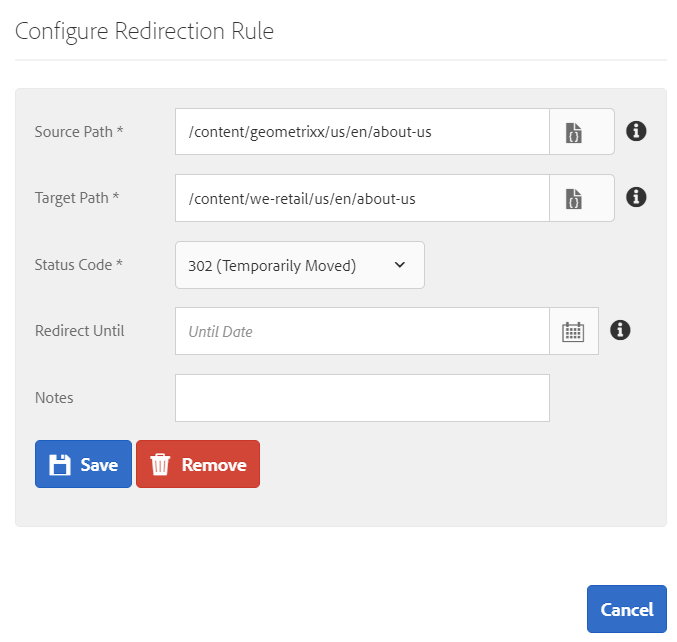 Configure Redirection Rule
Source Path * /content/geometrixx/us/en/about-us
Target Path * /content/we-retail/us/en/about-us
Status Code * 302 (Temporarily Moved)
Redirect Until Until Date
Notes
Save Remove
Cancel